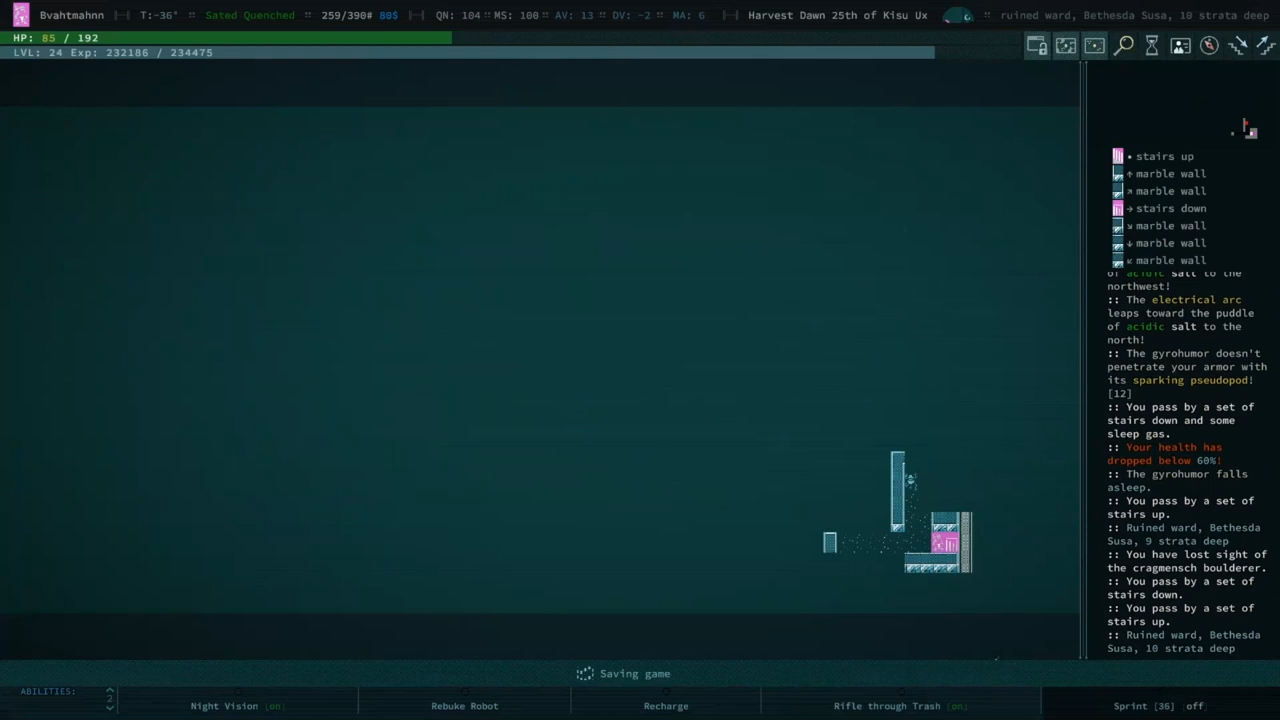 Bvahtmahnn T:-36° :: Sated Quenched :: 259/390# 80$ QN: 104 :: MS: 100 :: AV: 13 :: DV: -2 :: MA: 6 Harvest Dawn 25th of Kisu Ux :: ruined ward, Bethesda Susa, 10 strata deep
HP: 85 / 192
LVL: 24 Exp: 232186 / 234475
stairs up
↑ marble wall
↗ marble wall
→ stairs down
↘ marble wall
↓ marble wall
↙ marble wall
of acidic salt to the
northwest!
:: The electrical arc
leaps toward the puddle
of acidic salt to the
north!
:: The gyrohumor doesn't
penetrate your armor with
its sparking pseudopod!
[12]
:: You pass by a set of
stairs down and some
sleep gas.
:: Your health has
dropped below 60%!
:: The gyrohumor falls
asleep.
:: You pass by a set of
stairs up.
:: Ruined ward, Bethesda
Susa, 9 strata deep
:: You have lost sight of
the cragmensch boulderer.
:: You pass by a set of
stairs down.
:: You pass by a set of
stairs up.
:: Ruined ward, Bethesda
Susa, 10 strata deep
Saving game
ABILITIES:
2
Night Vision [on] Rebuke Robot Recharge Rifle through Trash [on] Sprint [36] [off]